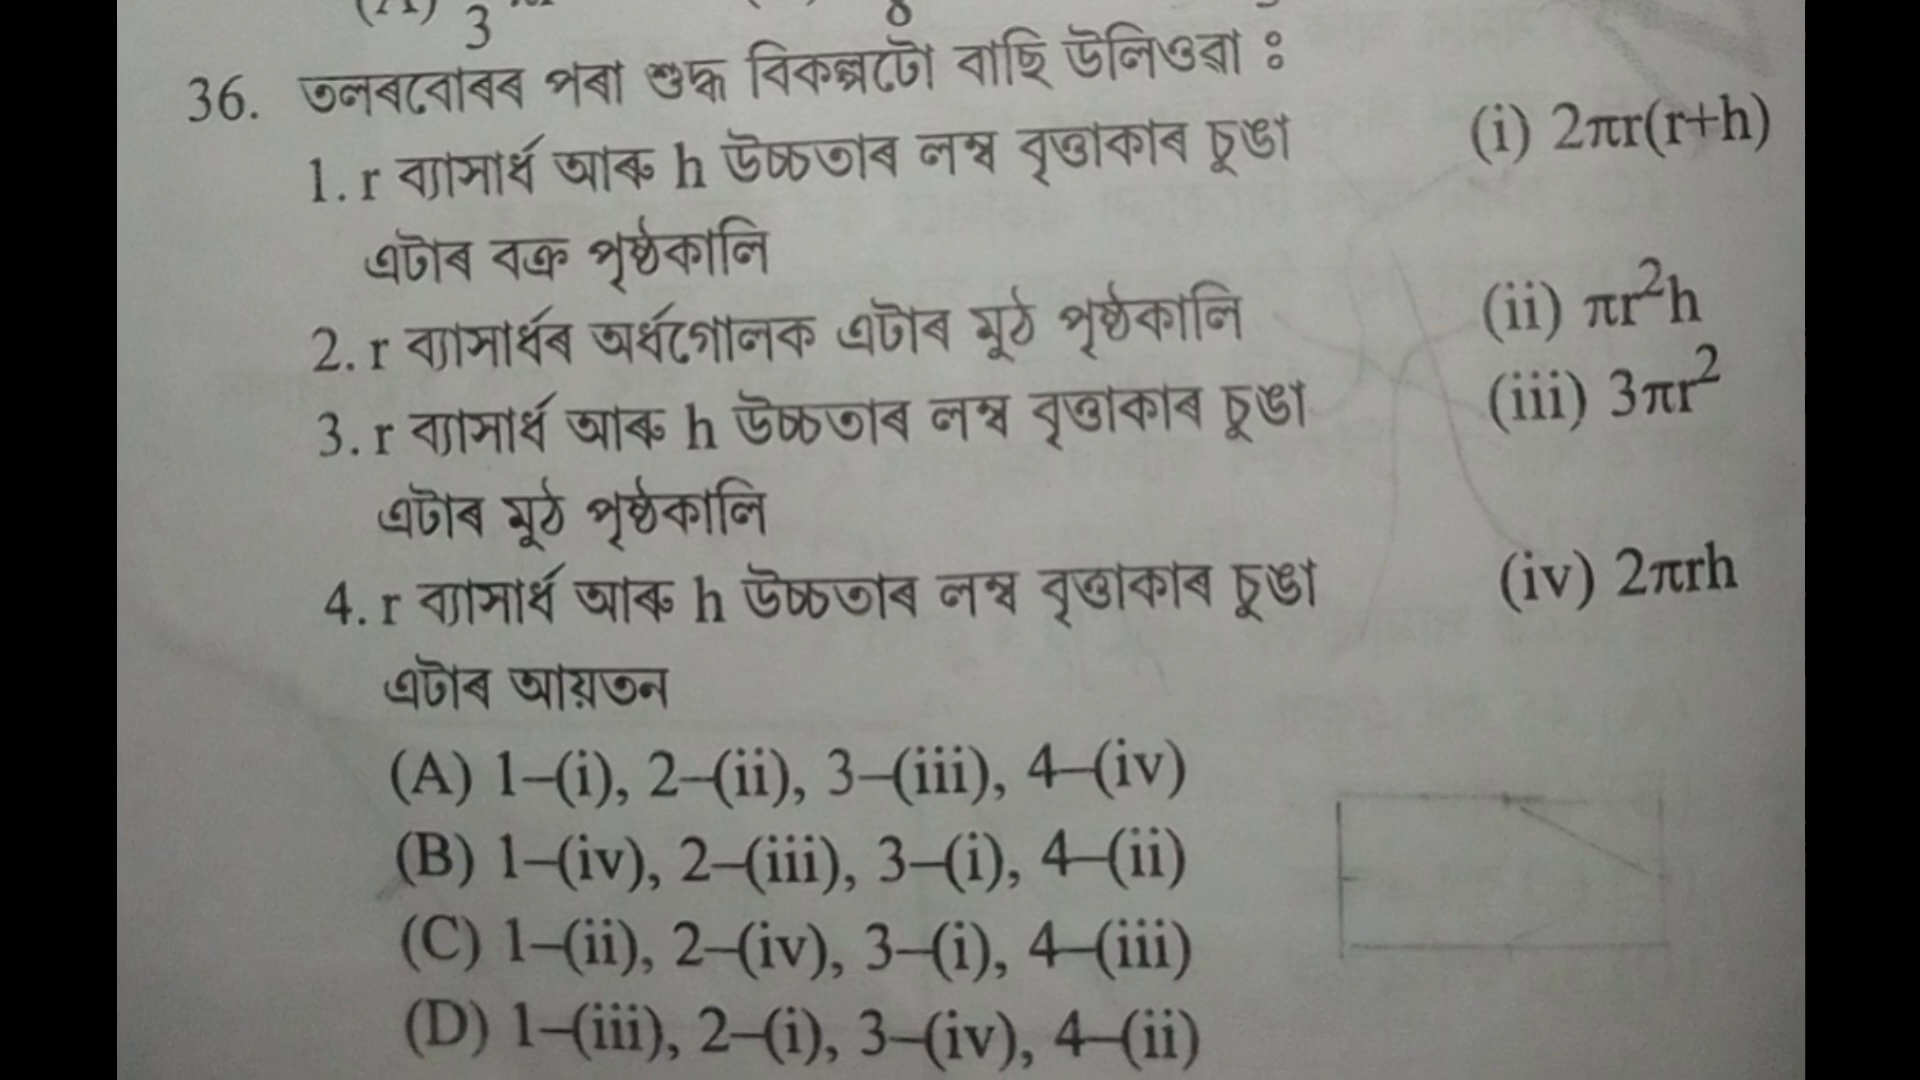 3
36. তলৰবোৰৰ পৰা শুদ্ধ বিকল্পটো বাছি উলিওৱা ঃ
1. r ব্যাসাৰ্ধ আৰু h উচ্চতাৰ লম্ব বৃত্তাকাৰ চুঙা (i) 2πr(r+h)
এটাৰ বক্ৰ পৃষ্ঠকালি
2. r ব্যাসাৰ্ধৰ অৰ্ধগোলক এটাৰ মুঠ পৃষ্ঠকালি (ii) πr²h
3. r ব্যাসাৰ্ধ আৰু h উচ্চতাৰ লম্ব বৃত্তাকাৰ চুঙা (iii) 3πr²
এটাৰ মুঠ পৃষ্ঠকালি
4. r ব্যাসাৰ্ধ আৰু h উচ্চতাৰ লম্ব বৃত্তাকাৰ চুঙা (iv) 2πrh
এটাৰ আয়তন
(A) 1–(i), 2–(ii), 3–(iii), 4–(iv)
(B) 1–(iv), 2–(iii), 3–(i), 4–(ii)
(C) 1–(ii), 2–(iv), 3–(i), 4–(iii)
(D) 1–(iii), 2–(i), 3–(iv), 4–(ii)